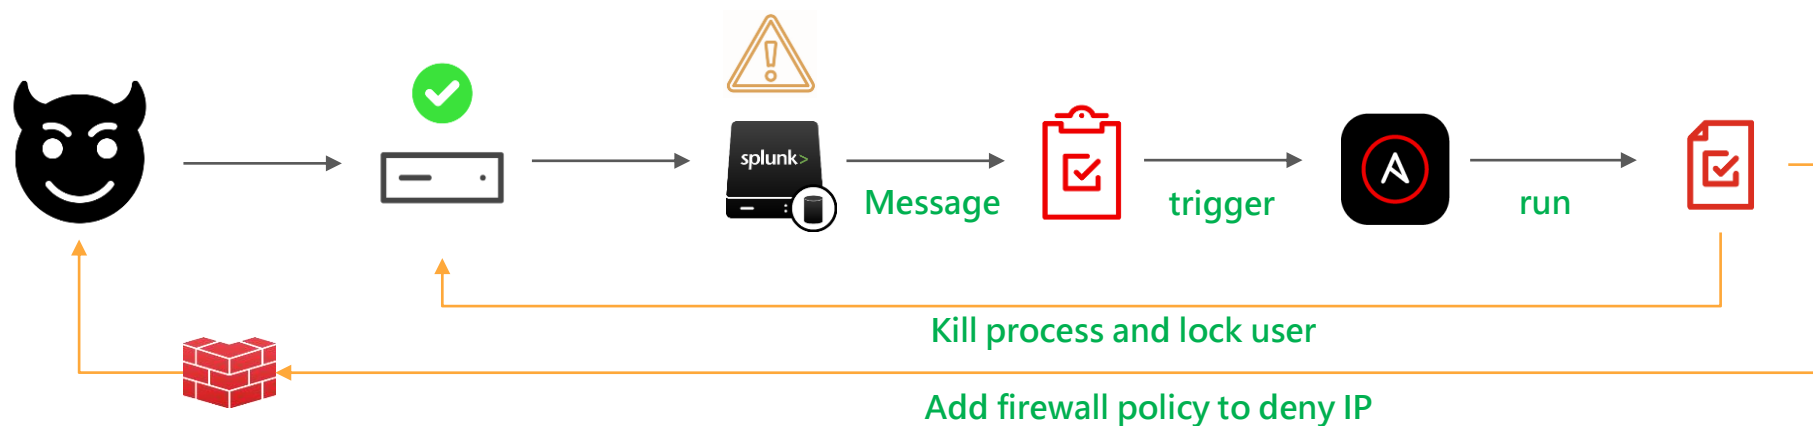 splunk>
Message
trigger
run
Kill process and lock user
Add firewall policy to deny IP